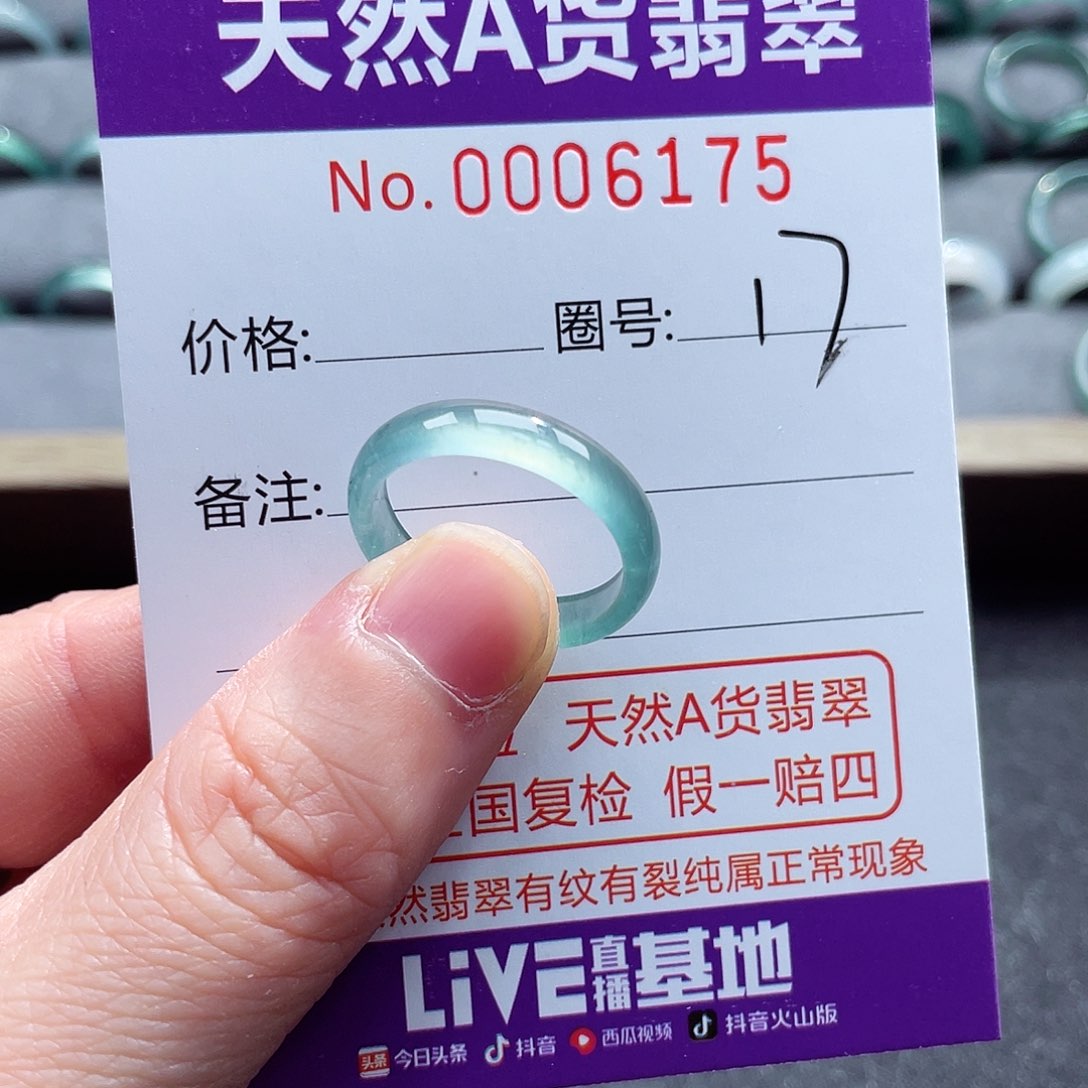 天然A货翡翠
No. 0006175
价格: 圈号: 17
备注:
天然A货翡翠
国复检 假一赔四
然翡翠有纹有裂纯属正常现象
LiVE直播基地
头条 今日头条 抖音 西瓜视频 抖音火山版